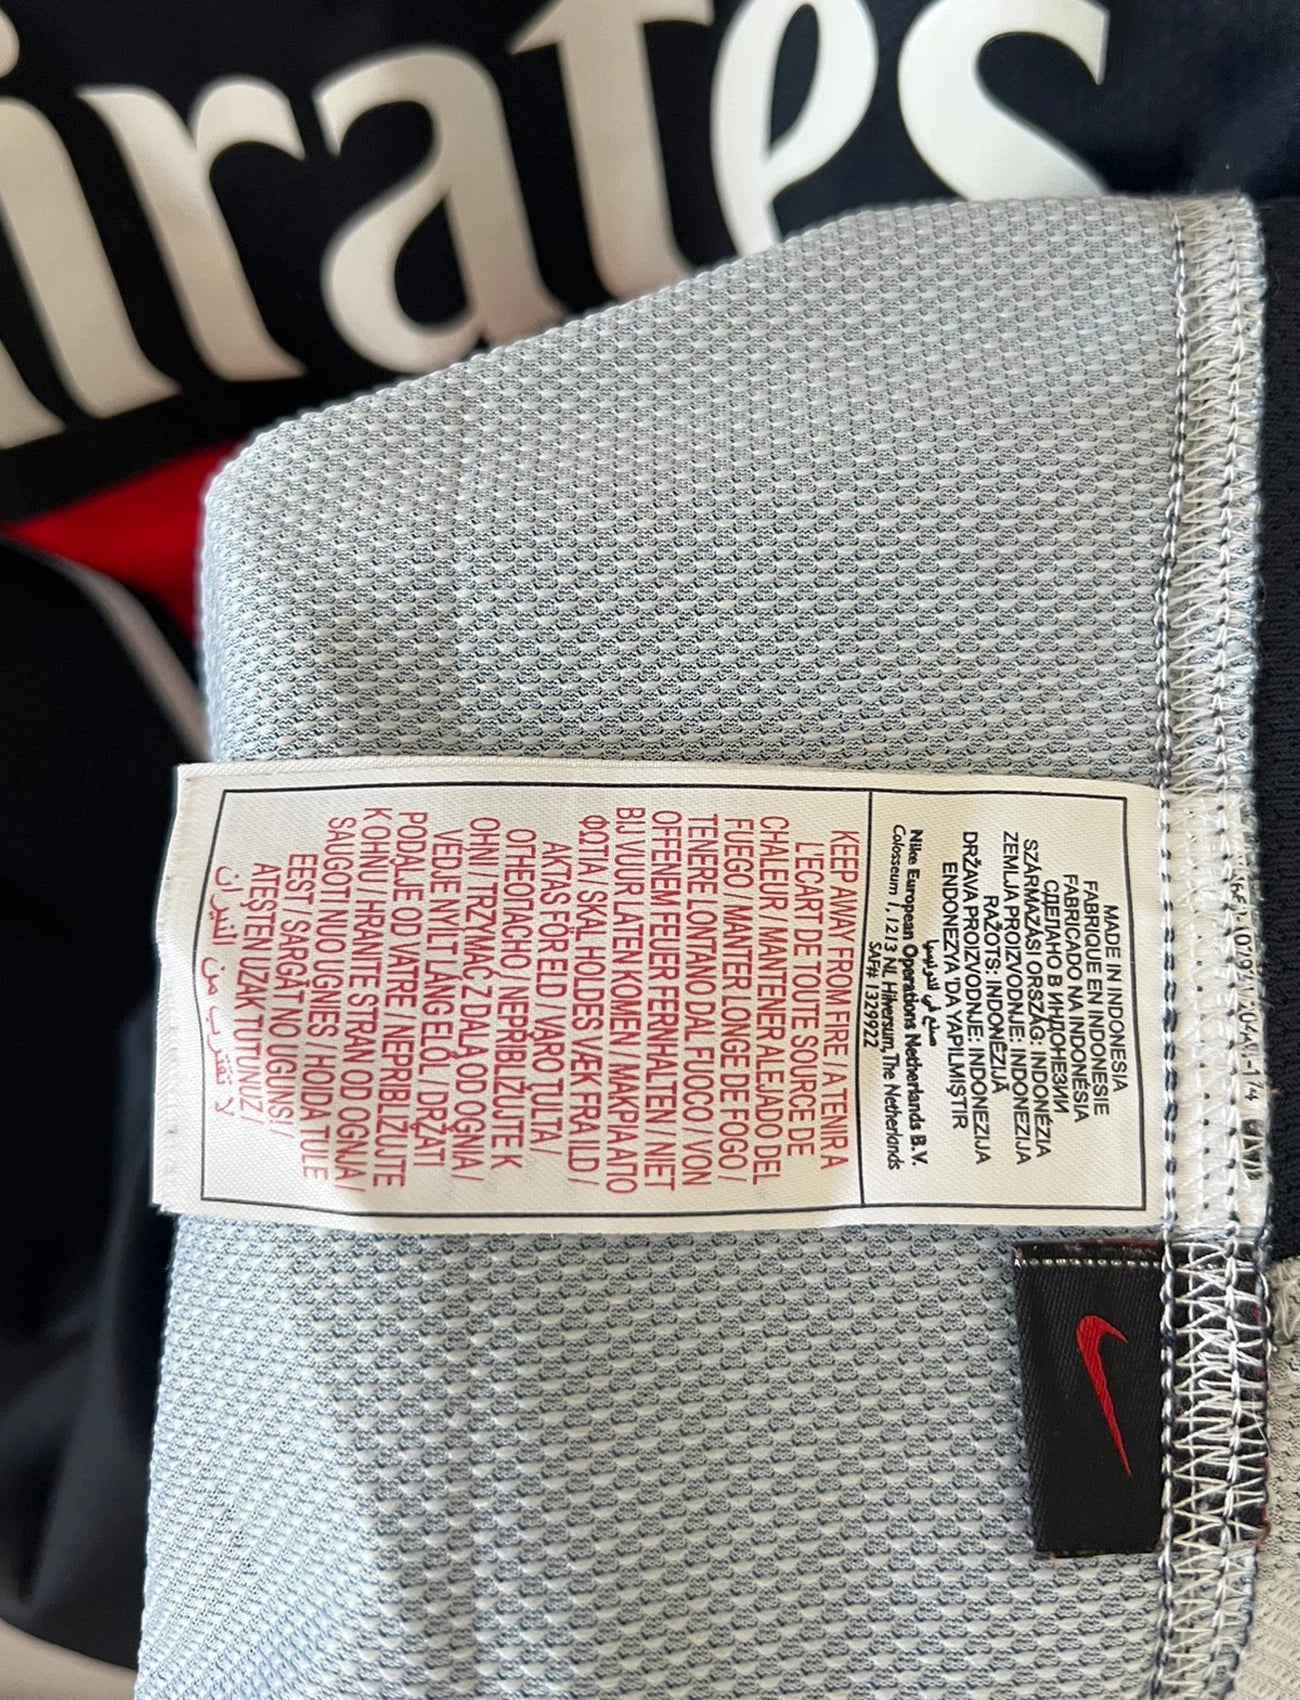 irates
MADE IN INDONESIA
FABRIQUE EN INDONESIE
FABRICADO NA INDONÉSIA
СДЕЛАНО В ИНДОНЕЗИИ
SZÁRMAZÁSI ORSZÁG: INDONÉZIA
ZEMLJA PROIZVODNJE: INDONEZIJA
RAŽOTS: INDONĒZIJĀ
DRŽAVA PROIZVODNJE: INDONEZIJA
ENDONEZYA'DA YAPILMIŞTIR
صنع في اندونيسيا
Nike European Operations Netherlands B.V.
Colosseum 1, 1213 NL Hilversum, The Netherlands
SAF# 133922
KEEP AWAY FROM FIRE / A TENIR A
L'ÉCART DE TOUTE SOURCE DE
CHALEUR / MANTENER ALEJADO DEL
FUEGO / MANTER LONGE DE FOGO /
TENERE LONTANO DAL FUOCO / VON
OFFENEM FEUER FERNHALTEN / NIET
BIJ VUUR LATEN KOMEN / ΜΑΚΡΙΑ ΑΠΟ
ΦΩΤΙΑ SKAL HOLDES VÆK FRA ILD /
AKTAS FÖR ELD / VARO TULTA /
OTHEOTACHO / NEPŘIBLIŽUJTE K
OHNI / TRZYMAĆ Z DALA OD OGNIA /
VÉDJE NYÍLT LÁNG ELŐL / DRŽATI
PODALJE OD VATRE / NEPRIBLIŽUJTE
K OHŇU / HRANITE STRAN OD OGNJA /
SAUGOTI NUO UGNIES / HOIDA TULE
EEST / SARGĀT NO UGUNS! /
ATEŞTEN UZAK TUTUNUZ /
لا تقترب من النيران